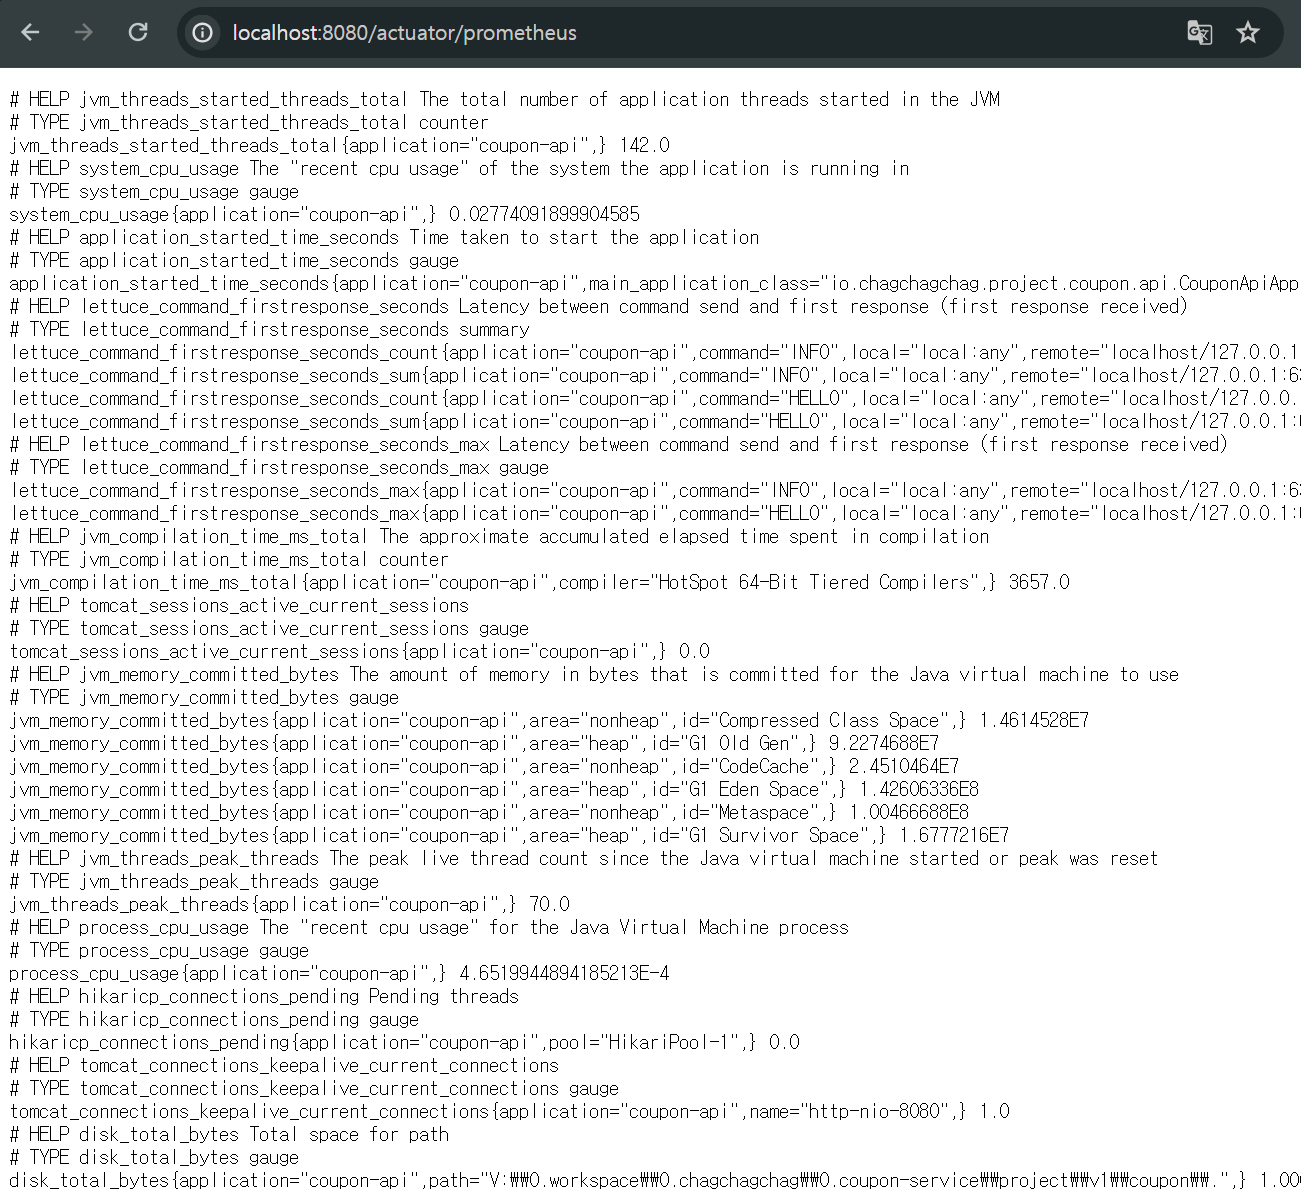 localhost:8080/actuator/prometheus
# HELP jvm_threads_started_threads_total The total number of application threads started in the JVM
# TYPE jvm_threads_started_threads_total counter
jvm_threads_started_threads_total{application="coupon-api",} 142.0
# HELP system_cpu_usage The "recent cpu usage" of the system the application is running in
# TYPE system_cpu_usage gauge
system_cpu_usage{application="coupon-api",} 0.02774091899904585
# HELP application_started_time_seconds Time taken to start the application
# TYPE application_started_time_seconds gauge
application_started_time_seconds{application="coupon-api",main_application_class="io.chagchagchag.project.coupon.api.CouponApiApp
# HELP lettuce_command_firstresponse_seconds Latency between command send and first response (first response received)
# TYPE lettuce_command_firstresponse_seconds summary
lettuce_command_firstresponse_seconds_count{application="coupon-api",command="INFO",local="local:any",remote="localhost/127.0.0.1
lettuce_command_firstresponse_seconds_sum{application="coupon-api",command="INFO",local="local:any",remote="localhost/127.0.0.1:6
lettuce_command_firstresponse_seconds_count{application="coupon-api",command="HELLO",local="local:any",remote="localhost/127.0.0.
lettuce_command_firstresponse_seconds_sum{application="coupon-api",command="HELLO",local="local:any",remote="localhost/127.0.0.1:
# HELP lettuce_command_firstresponse_seconds_max Latency between command send and first response (first response received)
# TYPE lettuce_command_firstresponse_seconds_max gauge
lettuce_command_firstresponse_seconds_max{application="coupon-api",command="INFO",local="local:any",remote="localhost/127.0.0.1:6
lettuce_command_firstresponse_seconds_max{application="coupon-api",command="HELLO",local="local:any",remote="localhost/127.0.0.1:
# HELP jvm_compilation_time_ms_total The approximate accumulated elapsed time spent in compilation
# TYPE jvm_compilation_time_ms_total counter
jvm_compilation_time_ms_total{application="coupon-api",compiler="HotSpot 64-Bit Tiered Compilers",} 3657.0
# HELP tomcat_sessions_active_current_sessions
# TYPE tomcat_sessions_active_current_sessions gauge
tomcat_sessions_active_current_sessions{application="coupon-api",} 0.0
# HELP jvm_memory_committed_bytes The amount of memory in bytes that is committed for the Java virtual machine to use
# TYPE jvm_memory_committed_bytes gauge
jvm_memory_committed_bytes{application="coupon-api",area="nonheap",id="Compressed Class Space",} 1.4614528E7
jvm_memory_committed_bytes{application="coupon-api",area="heap",id="G1 Old Gen",} 9.2274688E7
jvm_memory_committed_bytes{application="coupon-api",area="nonheap",id="CodeCache",} 2.4510464E7
jvm_memory_committed_bytes{application="coupon-api",area="heap",id="G1 Eden Space",} 1.42606336E8
jvm_memory_committed_bytes{application="coupon-api",area="nonheap",id="Metaspace",} 1.00466688E8
jvm_memory_committed_bytes{application="coupon-api",area="heap",id="G1 Survivor Space",} 1.6777216E7
# HELP jvm_threads_peak_threads The peak live thread count since the Java virtual machine started or peak was reset
# TYPE jvm_threads_peak_threads gauge
jvm_threads_peak_threads{application="coupon-api",} 70.0
# HELP process_cpu_usage The "recent cpu usage" for the Java Virtual Machine process
# TYPE process_cpu_usage gauge
process_cpu_usage{application="coupon-api",} 4.6519944894185213E-4
# HELP hikaricp_connections_pending Pending threads
# TYPE hikaricp_connections_pending gauge
hikaricp_connections_pending{application="coupon-api",pool="HikariPool-1",} 0.0
# HELP tomcat_connections_keepalive_current_connections
# TYPE tomcat_connections_keepalive_current_connections gauge
tomcat_connections_keepalive_current_connections{application="coupon-api",name="http-nio-8080",} 1.0
# HELP disk_total_bytes Total space for path
# TYPE disk_total_bytes gauge
disk_total_bytes{application="coupon-api",path="V:₩₩0.workspace₩₩0.chagchagchag₩₩0.coupon-service₩₩project₩₩v1₩₩coupon₩₩.",} 1.00